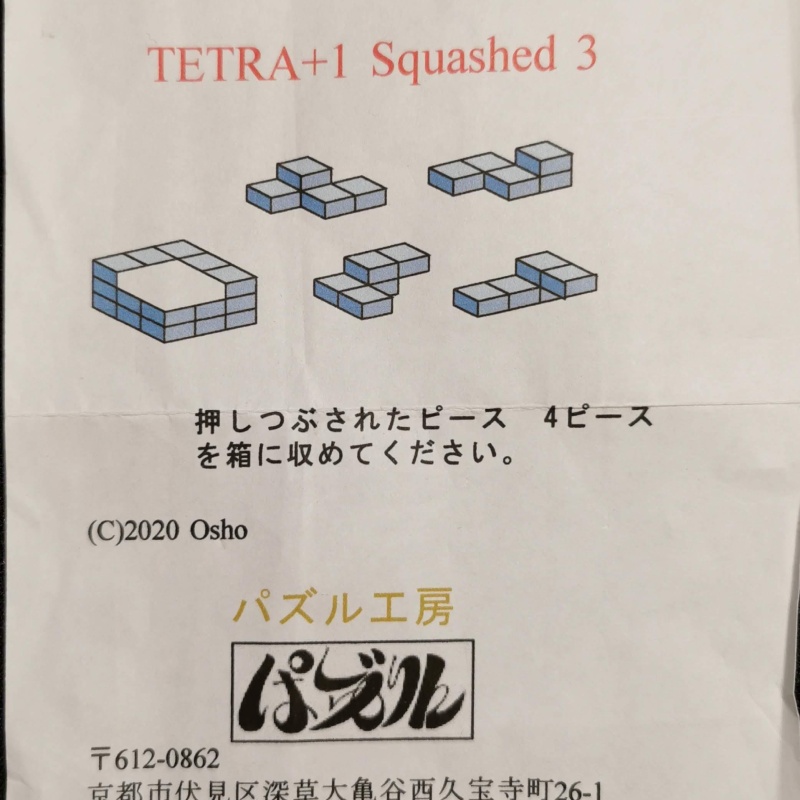 TETRA+1 Squashed 3
押しつぶされたピース　4ピース
を箱に収めてください。
(C)2020 Osho
パズル工房
ぱズル
〒612-0862
京都市伏見区深草大亀谷西久宝寺町26-1